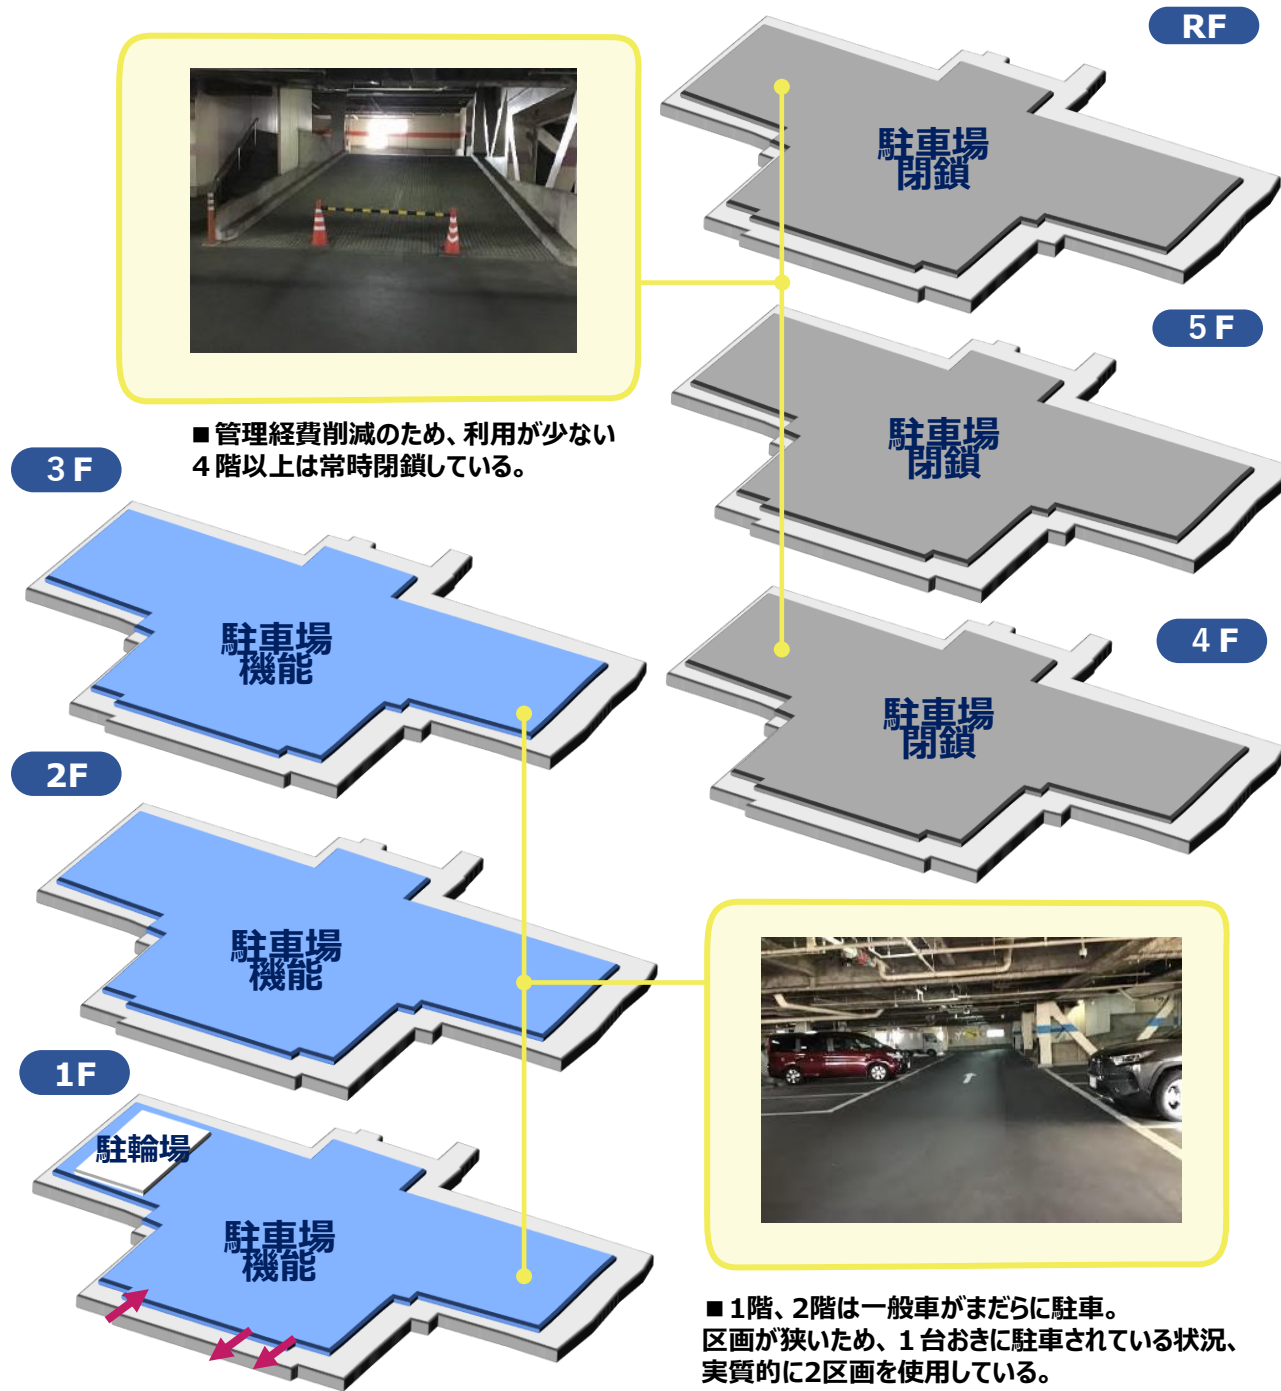 RF
駐車場
閉鎖
5 F
駐車場
閉鎖
■管理経費削減のため、利用が少ない
４階以上は常時閉鎖している。
3 F
駐車場
機能
4 F
駐車場
閉鎖
2F
駐車場
機能
1F
駐輪場
駐車場
機能
■1階、2階は一般車がまだらに駐車。
区画が狭いため、１台おきに駐車されている状況、
実質的に2区画を使用している。